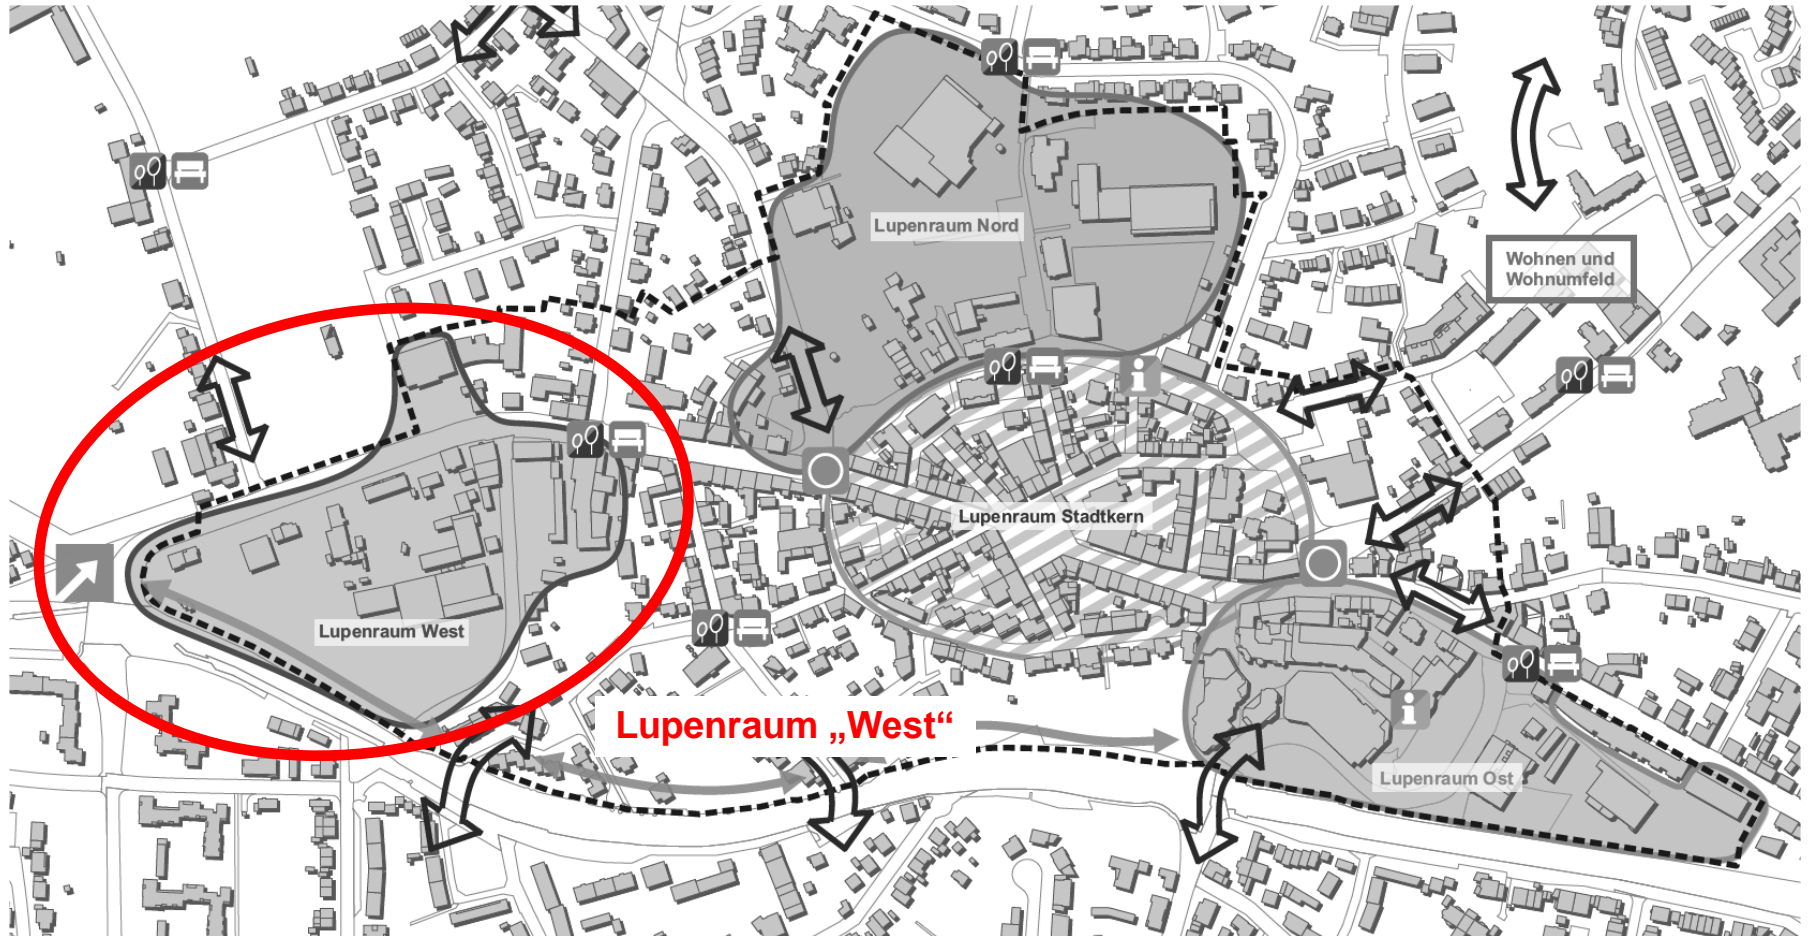 Lupenraum Nord
Wohnen und
Wohnumfeld
Lupenraum Stadtkern
Lupenraum West
Lupenraum „West“
Lupenraum Ost